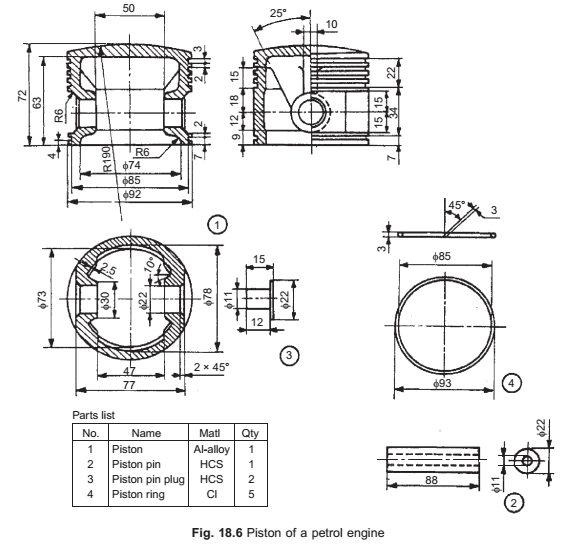 50
25°
10
3
2
72
63
R6
4
R190
R6
2
7
ϕ74
ϕ85
ϕ92
15
18
12
9
22
15
34
15
7
1
45°
3
3
ϕ85
ϕ93
4
2.5
10°
ϕ73
ϕ30
ϕ22
ϕ78
47
77
2 × 45°
15
ϕ11
ϕ22
12
3
88
ϕ11
ϕ22
2
Parts list
No. Name Matl Qty
1 Piston Al-alloy 1
2 Piston pin HCS 1
3 Piston pin plug HCS 2
4 Piston ring CI 5
Fig. 18.6 Piston of a petrol engine